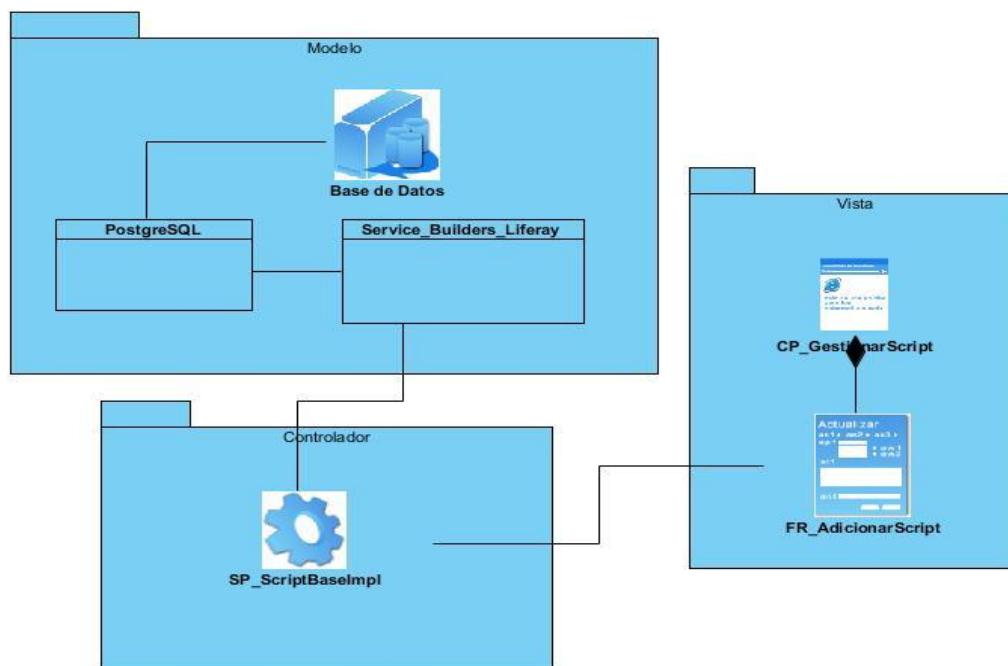 Modelo
Base de Datos
PostgreSQL
Service_Builders_Liferay
Vista
CP_GestionarScript
Controlador
Actualizar
FR_AdicionarScript
SP_ScriptBaseImpl